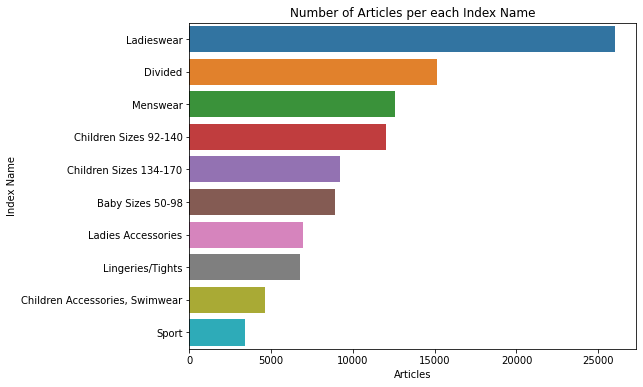 Number of Articles per each Index Name
Ladieswear
Divided
Menswear
Children Sizes 92-140
Children Sizes 134-170
Baby Sizes 50-98
Ladies Accessories
Lingeries/Tights
Children Accessories, Swimwear
Sport
Index Name
0 5000 10000 15000 20000 25000
Articles